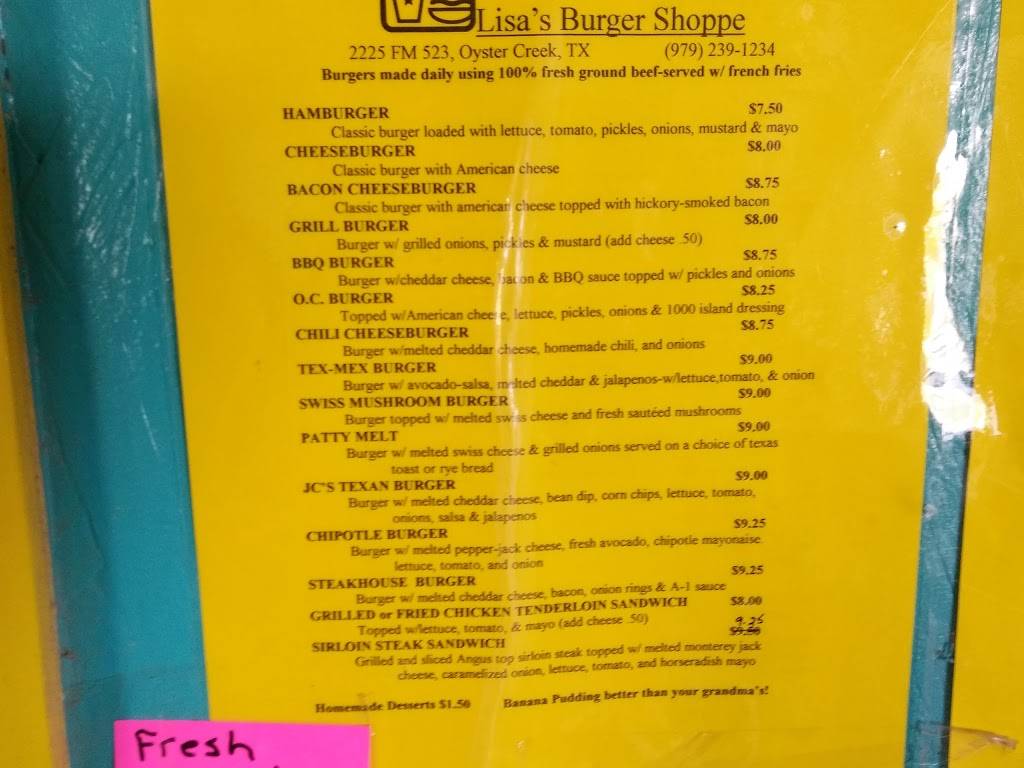 Lisa's Burger Shoppe
2225 FM 523, Oyster Creek, TX (979) 239-1234
Burgers made daily using 100% fresh ground beef-served w/ french fries
HAMBURGER $7.50
Classic burger loaded with lettuce, tomato, pickles, onions, mustard & mayo
CHEESEBURGER $8.00
Classic burger with American cheese
BACON CHEESEBURGER $8.75
Classic burger with american cheese topped with hickory-smoked bacon
GRILL BURGER $8.00
Burger w/ grilled onions, pickles & mustard (add cheese .50)
BBQ BURGER $8.75
Burger w/cheddar cheese, bacon & BBQ sauce topped w/ pickles and onions
O.C. BURGER $8.25
Topped w/American cheese, lettuce, pickles, onions & 1000 island dressing
CHILI CHEESEBURGER $8.75
Burger w/melted cheddar cheese, homemade chili, and onions
TEX-MEX BURGER $9.00
Burger w/ avocado-salsa, melted cheddar & jalapenos-w/lettuce,tomato, & onion
SWISS MUSHROOM BURGER $9.00
Burger topped w/ melted swiss cheese and fresh sautéed mushrooms
PATTY MELT $9.00
Burger w/ melted swiss cheese & grilled onions served on a choice of texas
toast or rye bread
JC'S TEXAN BURGER $9.00
Burger w/ melted cheddar cheese, bean dip, corn chips, lettuce, tomato,
onions, salsa & jalapenos
CHIPOTLE BURGER $9.25
Burger w/ melted pepper-jack cheese, fresh avocado, chipotle mayonaise.
lettuce, tomato, and onion
STEAKHOUSE BURGER $9.25
Burger w/ melted cheddar cheese, bacon, onion rings & A-1 sauce
GRILLED or FRIED CHICKEN TENDERLOIN SANDWICH $8.00
Topped w/lettuce, tomato, & mayo (add cheese .50)
9.25
SIRLOIN STEAK SANDWICH
Grilled and sliced Angus top sirloin steak topped w/ melted monterey jack
cheese, caramelized onion, lettuce, tomato, and horseradish mayo
Homemade Desserts $1.50 Banana Pudding better than your grandma's!
Fresh